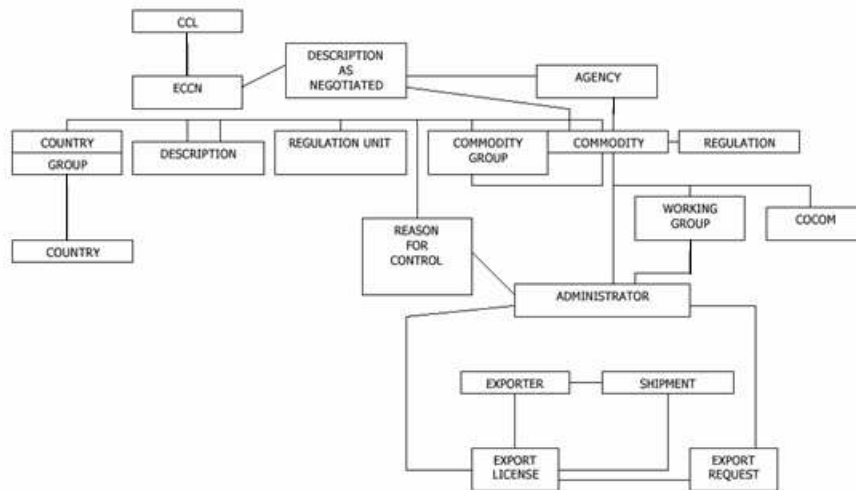 CCL
DESCRIPTION
AS
NEGOTIATED
AGENCY
ECCN
COUNTRY
GROUP
DESCRIPTION
REGULATION UNIT
COMMODITY
GROUP
COMMODITY
REGULATION
WORKING
GROUP
COCOM
REASON
FOR
CONTROL
COUNTRY
ADMINISTRATOR
EXPORTER
SHIPMENT
EXPORT
LICENSE
EXPORT
REQUEST